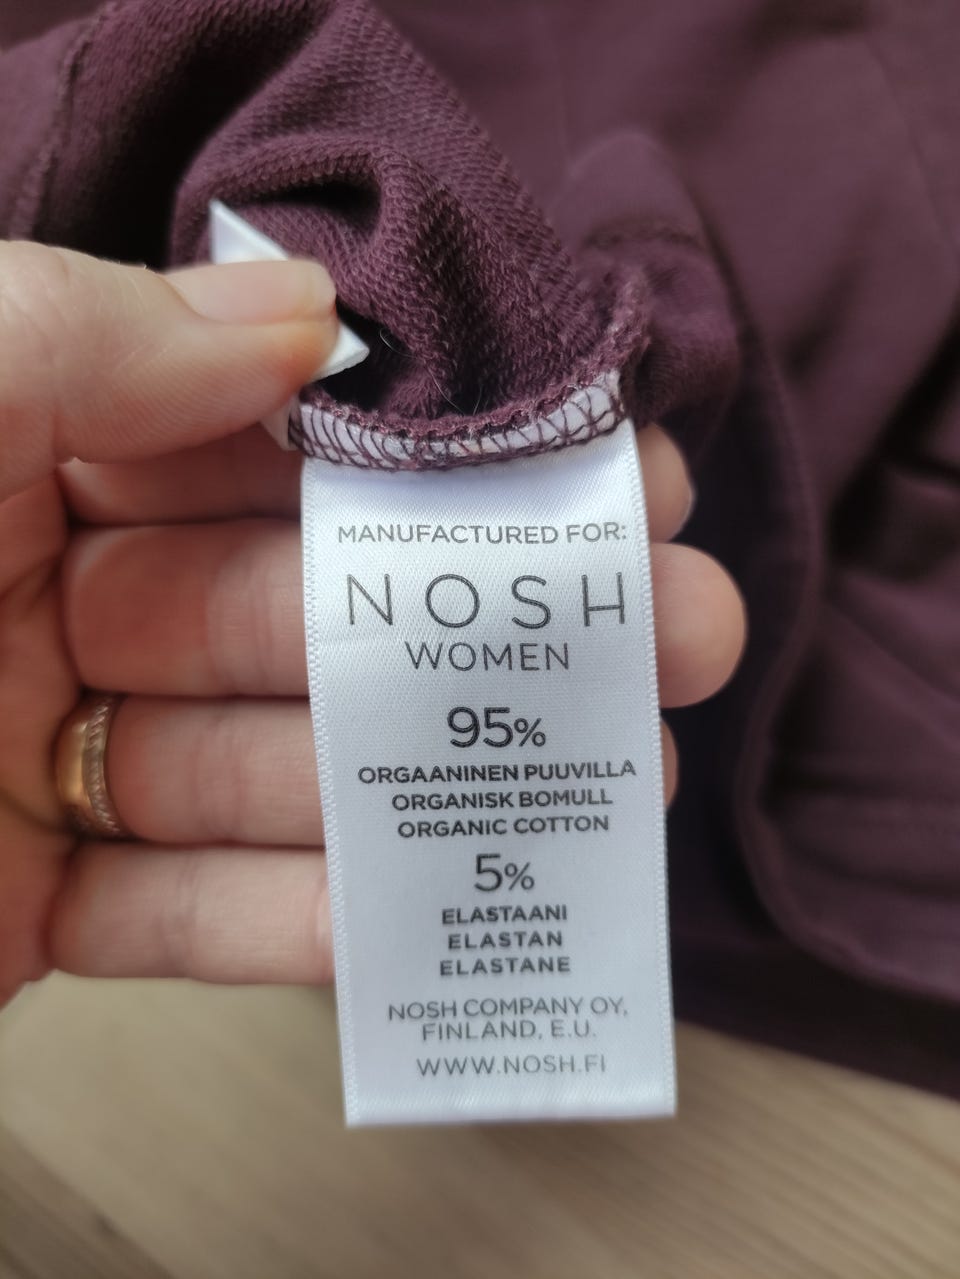 MANUFACTURED FOR:
NOSH
WOMEN
95%
ORGAANINEN PUUVILLA
ORGANISK BOMULL
ORGANIC COTTON
5%
ELASTAANI
ELASTAN
ELASTANE
NOSH COMPANY OY,
FINLAND, E.U.
WWW.NOSH.FI